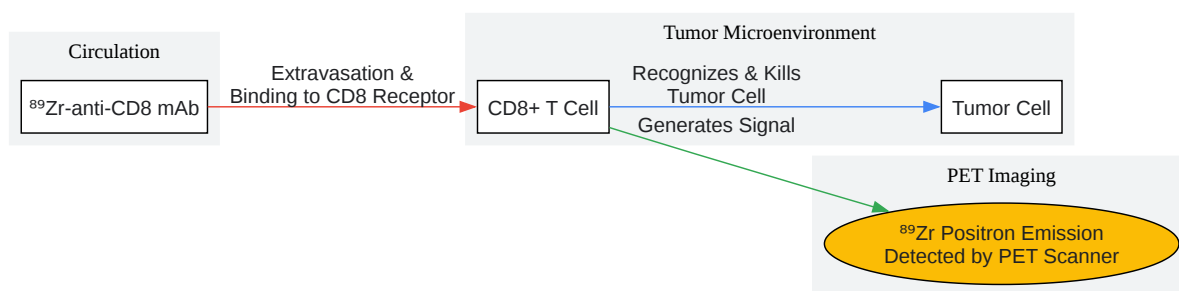 Circulation
⁸⁹Zr-anti-CD8 mAb
Extravasation &
Binding to CD8 Receptor
Tumor Microenvironment
CD8+ T Cell
Recognizes & Kills
Tumor Cell
Generates Signal
Tumor Cell
PET Imaging
⁸⁹Zr Positron Emission
Detected by PET Scanner